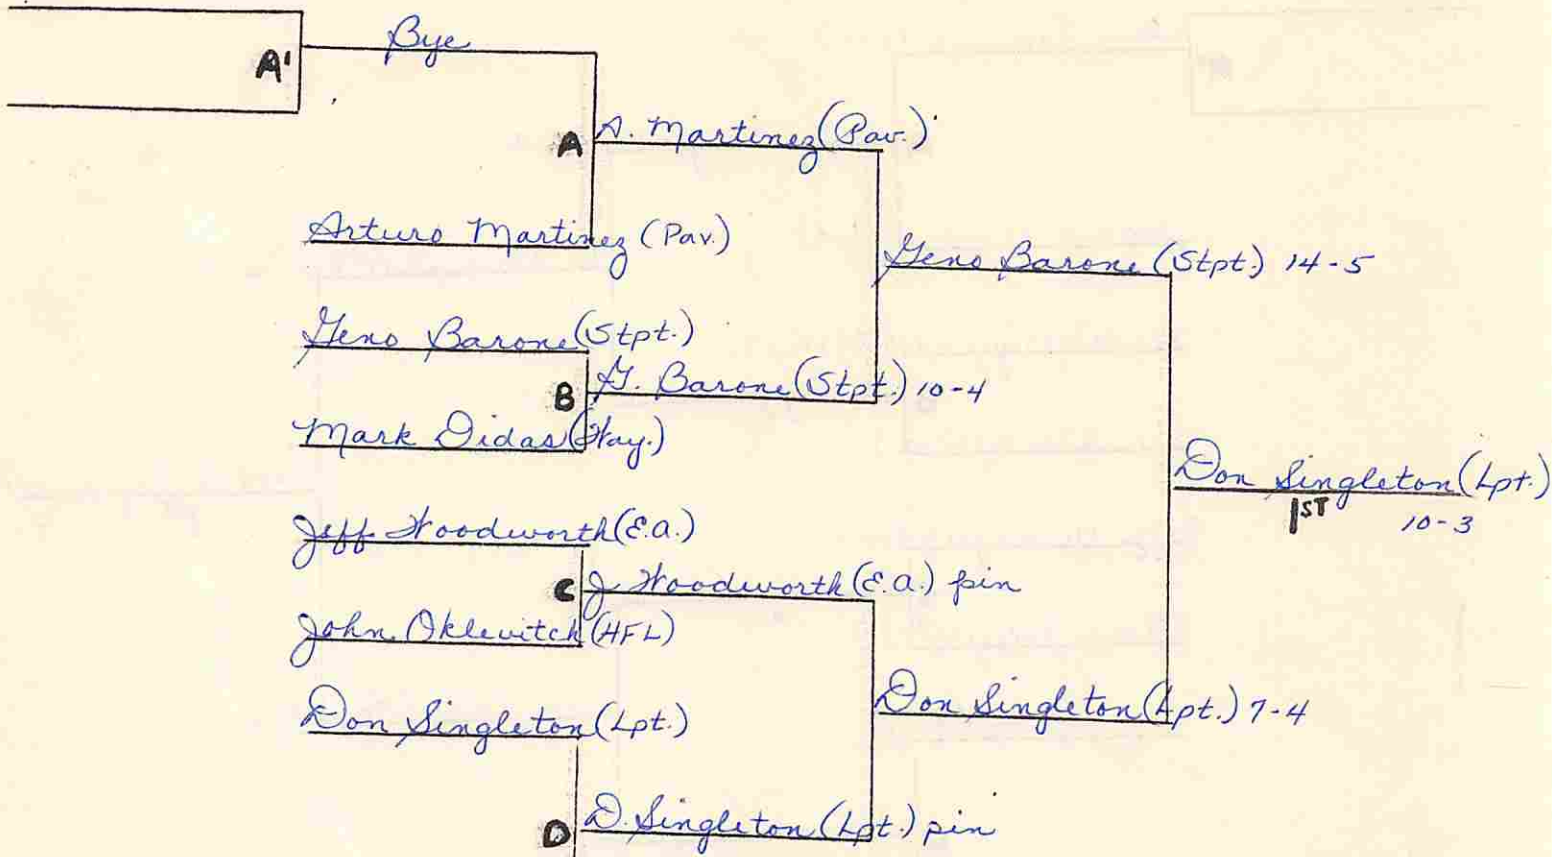 Bye
A'
A. Martinez (Pav.)
A
Arturo Martinez (Pav.)
Geno Barone (Stpt.) 14-5
Geno Barone (Stpt.)
G. Barone (Stpt.) 10-4
B
Mark Didas (Way.)
Don Singleton (Lpt.)
1ST
10-3
Jeff Woodworth (E.A.)
J Woodworth (E.A.) pin
C
John Oklevitch (HFL)
Don Singleton (Lpt.) 7-4
Don Singleton (Lpt.)
D. Singleton (Lpt.) pin
D